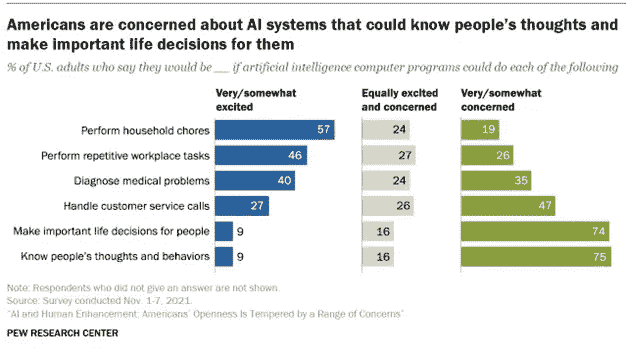 Americans are concerned about AI systems that could know people's thoughts and
make important life decisions for them
% of U.S. adults who say they would be __ if artificial intelligence computer programs could do each of the following
Very/somewhat excited Equally excited and concerned Very/somewhat concerned
Perform household chores 57 24 19
Perform repetitive workplace tasks 46 27 26
Diagnose medical problems 40 24 35
Handle customer service calls 27 26 47
Make important life decisions for people 9 16 74
Know people's thoughts and behaviors 9 16 75
Note: Respondents who did not give an answer are not shown.
Source: Survey conducted Nov. 1-7, 2021.
"AI and Human Enhancement: Americans' Openness Is Tempered by a Range of Concerns"
PEW RESEARCH CENTER